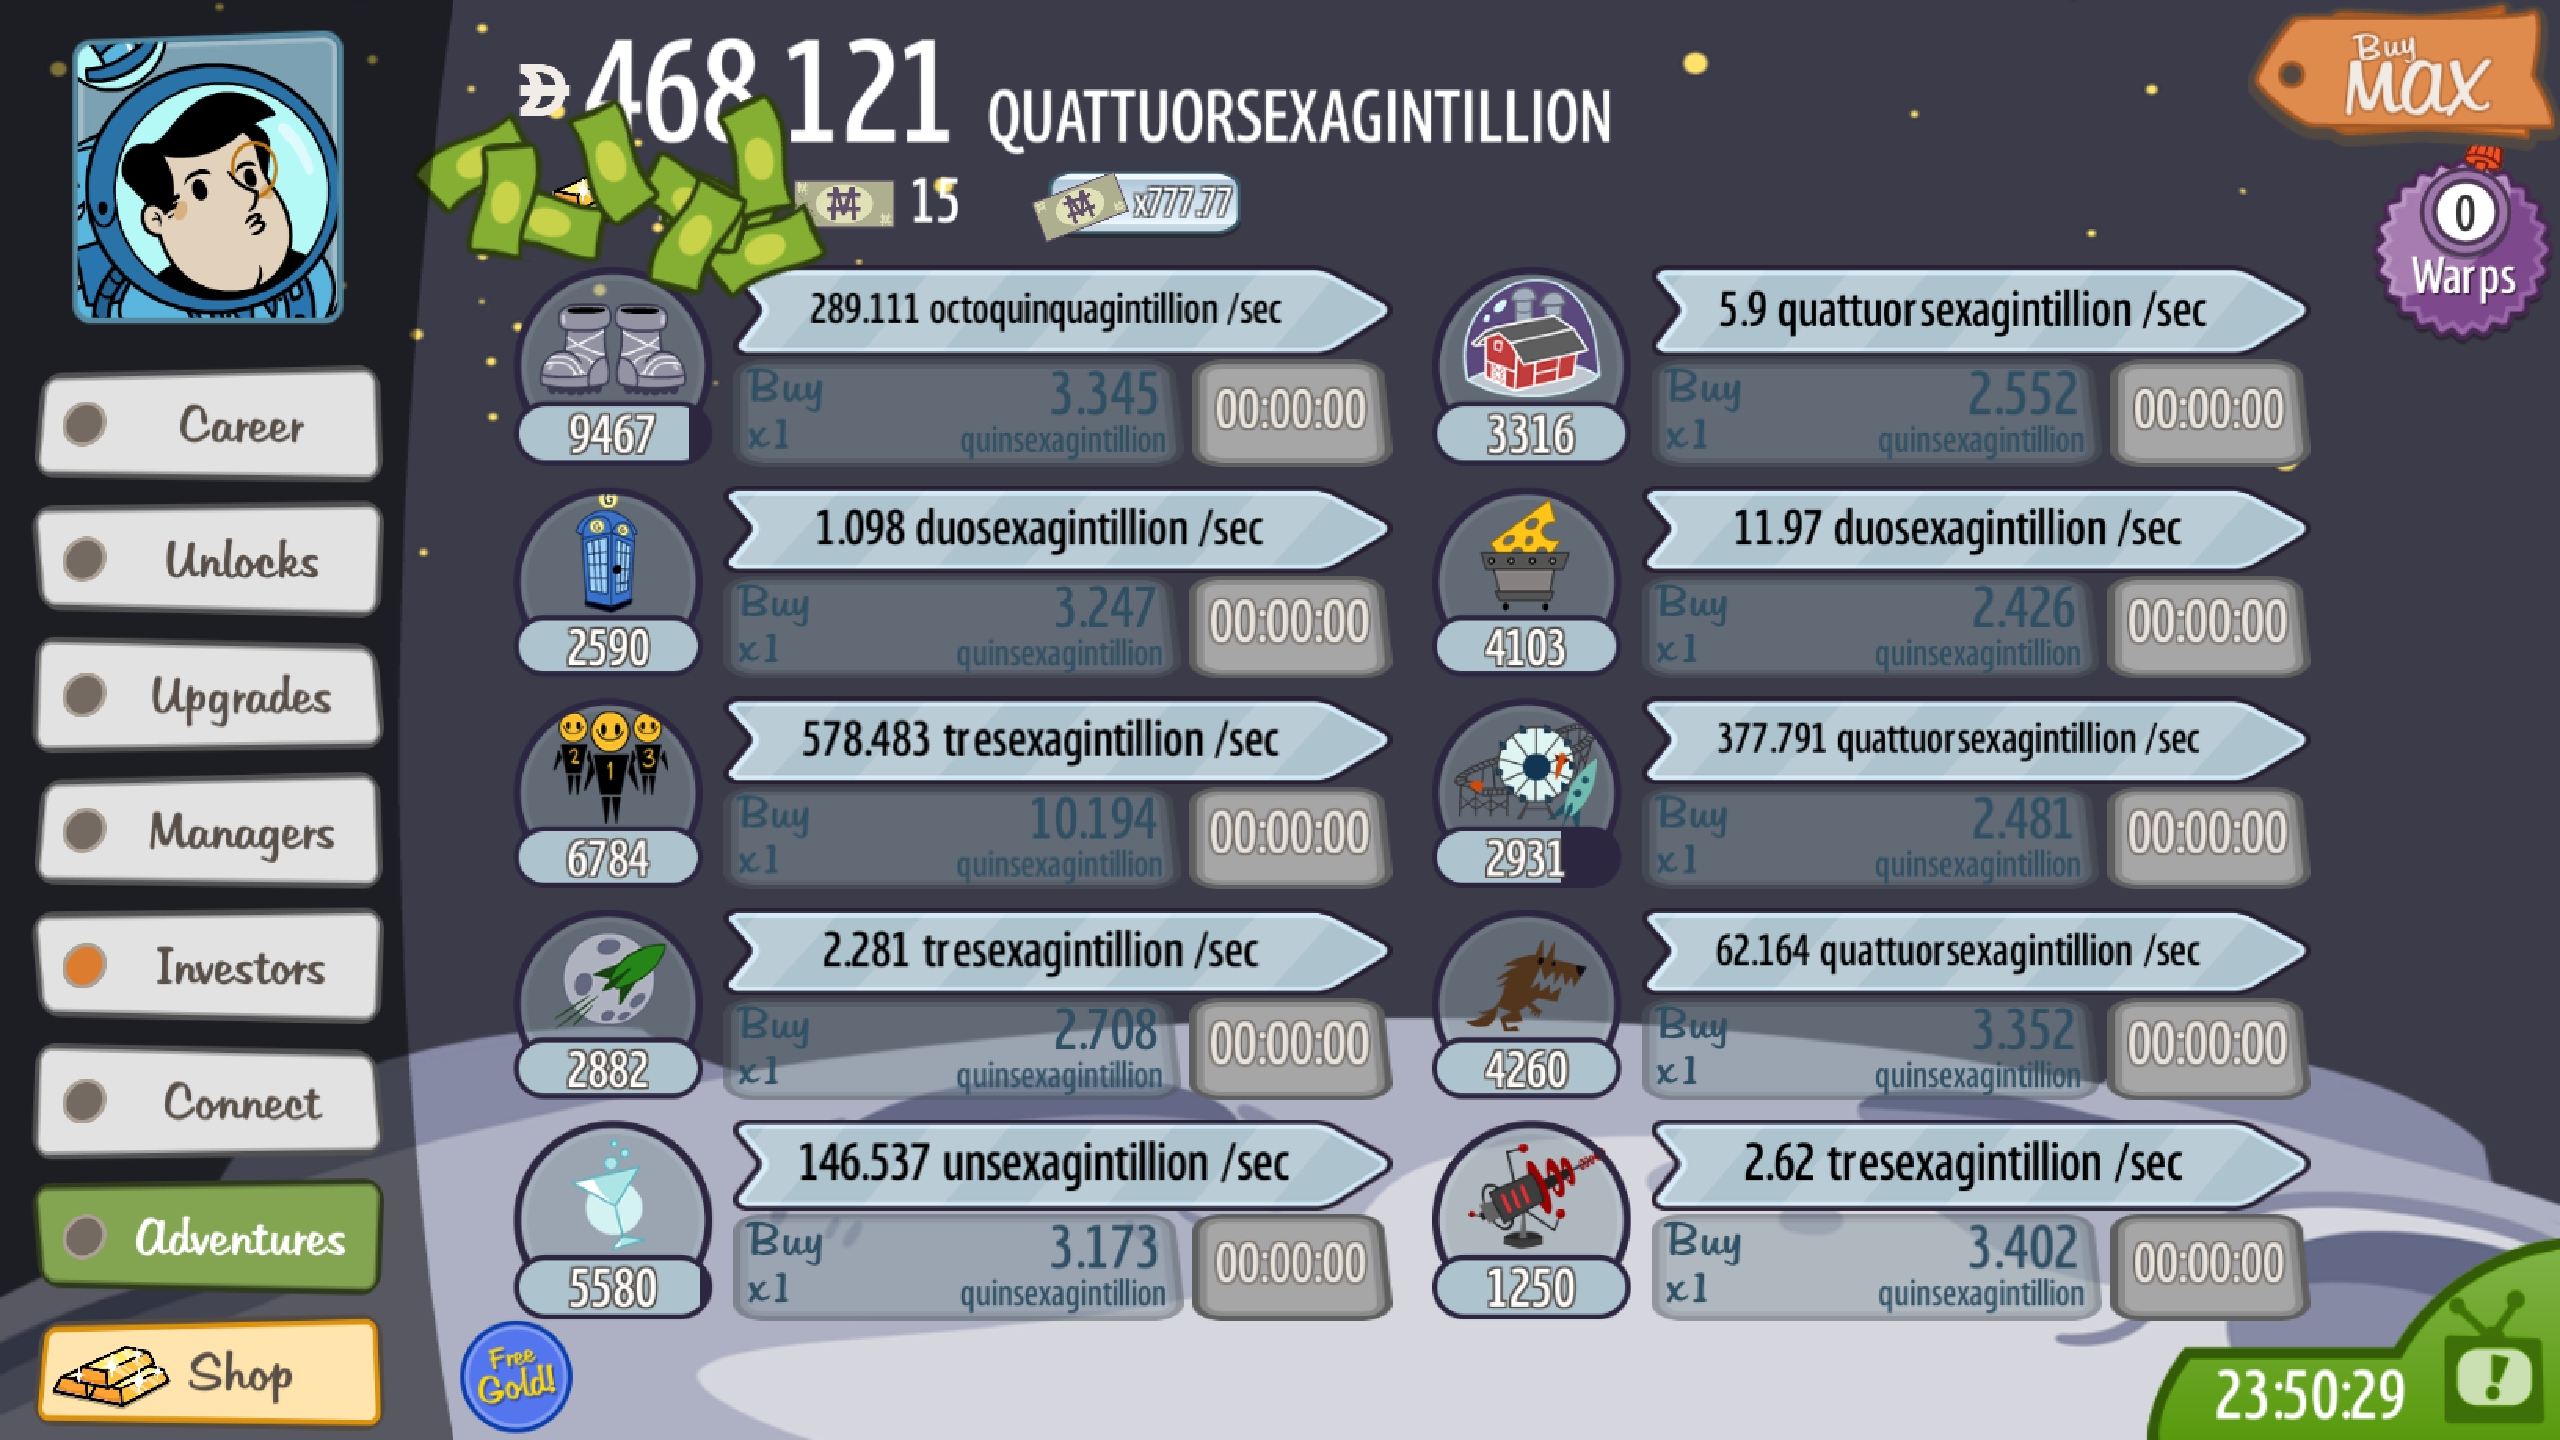 468.121 QUATTUORSEXAGINTILLION
Buy
MAX
15
x777.77
0
Warps
Career
Unlocks
Upgrades
Managers
Investors
Connect
Adventures
Shop
289.111 octoquinquagintillion /sec
9467
Buy
x1
3.345
quinsexagintillion
00:00:00
5.9 quattuorsexagintillion /sec
3316
Buy
x1
2.552
quinsexagintillion
00:00:00
G
1.098 duosexagintillion /sec
2590
Buy
x1
3.247
quinsexagintillion
00:00:00
11.97 duosexagintillion /sec
4103
Buy
x1
2.426
quinsexagintillion
00:00:00
2 1 3
578.483 tresexagintillion /sec
6784
Buy
x1
10.194
quinsexagintillion
00:00:00
377.791 quattuorsexagintillion /sec
2931
Buy
x1
2.481
quinsexagintillion
00:00:00
2.281 tresexagintillion /sec
2882
Buy
x1
2.708
quinsexagintillion
00:00:00
62.164 quattuorsexagintillion /sec
4260
Buy
x1
3.352
quinsexagintillion
00:00:00
146.537 unsexagintillion /sec
5580
Buy
x1
3.173
quinsexagintillion
00:00:00
2.62 tresexagintillion /sec
1250
Buy
x1
3.402
quinsexagintillion
00:00:00
Free
Gold!
23:50:29
!